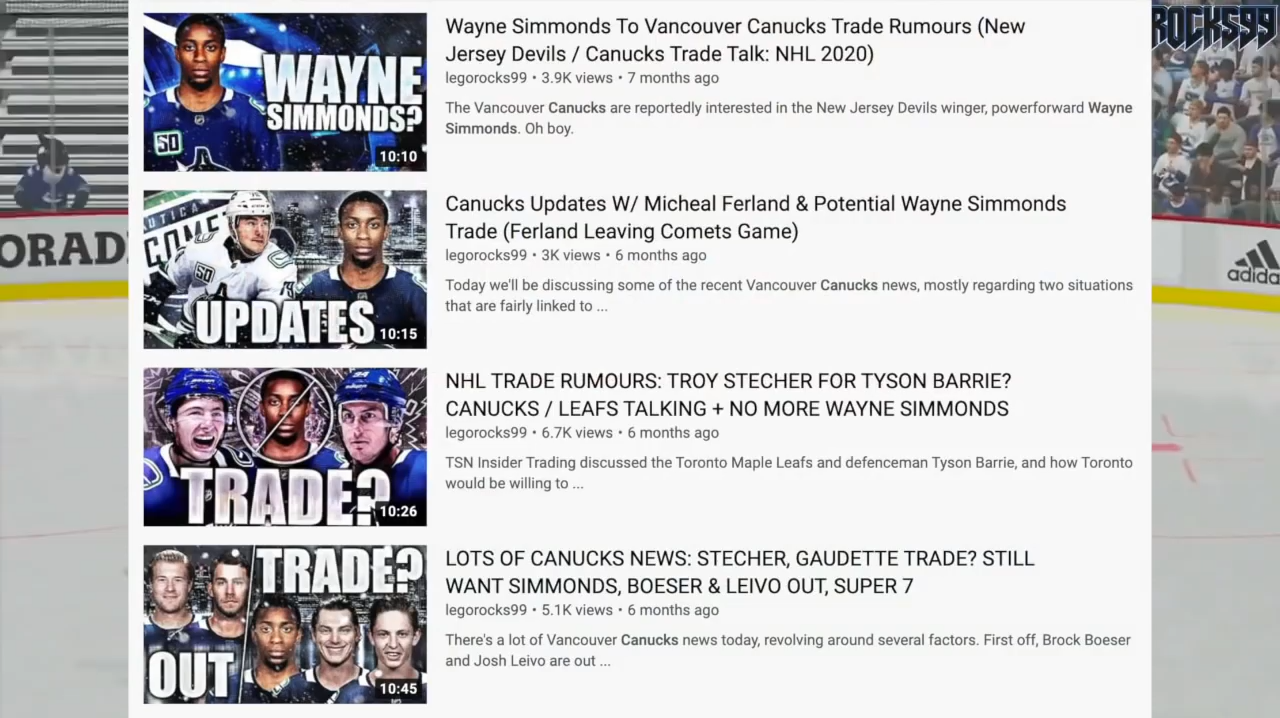 ROCKS99
Wayne Simmonds To Vancouver Canucks Trade Rumours (New
Jersey Devils / Canucks Trade Talk: NHL 2020)
legorocks99 • 3.9K views • 7 months ago
The Vancouver Canucks are reportedly interested in the New Jersey Devils winger, powerforward Wayne
Simmonds. Oh boy.
WAYNE
SIMMONDS?
50
10:10
Canucks Updates W/ Micheal Ferland & Potential Wayne Simmonds
Trade (Ferland Leaving Comets Game)
legorocks99 • 3K views • 6 months ago
Today we'll be discussing some of the recent Vancouver Canucks news, mostly regarding two situations
that are fairly linked to ...
UTICA
COME
50
79
UPDATES
10:15
ORAD
adidas
NHL TRADE RUMOURS: TROY STECHER FOR TYSON BARRIE?
CANUCKS / LEAFS TALKING + NO MORE WAYNE SIMMONDS
legorocks99 • 6.7K views • 6 months ago
TSN Insider Trading discussed the Toronto Maple Leafs and defenceman Tyson Barrie, and how Toronto
would be willing to ...
TRADE?
10:26
LOTS OF CANUCKS NEWS: STECHER, GAUDETTE TRADE? STILL
WANT SIMMONDS, BOESER & LEIVO OUT, SUPER 7
legorocks99 • 5.1K views • 6 months ago
There's a lot of Vancouver Canucks news today, revolving around several factors. First off, Brock Boeser
and Josh Leivo are out ...
TRADE?
OUT
10:45